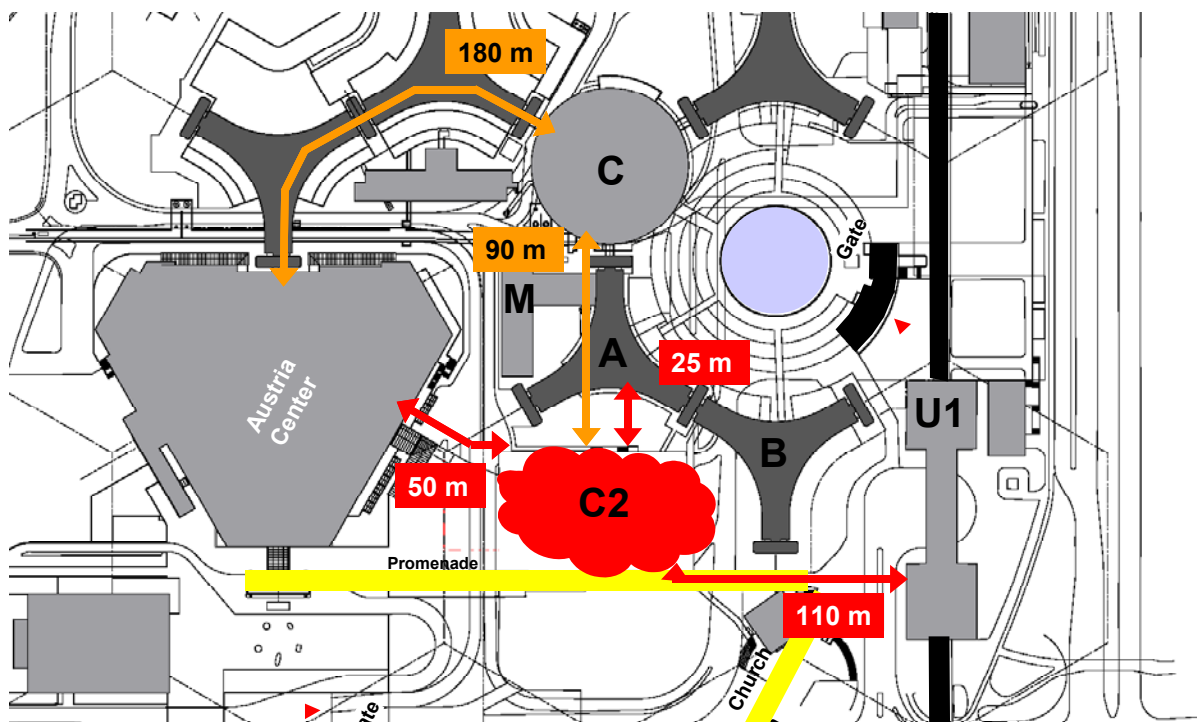 180 m
C
90 m
Gate
M
A
25 m
Austria
Center
U1
B
50 m
C2
Promenade
110 m
Church